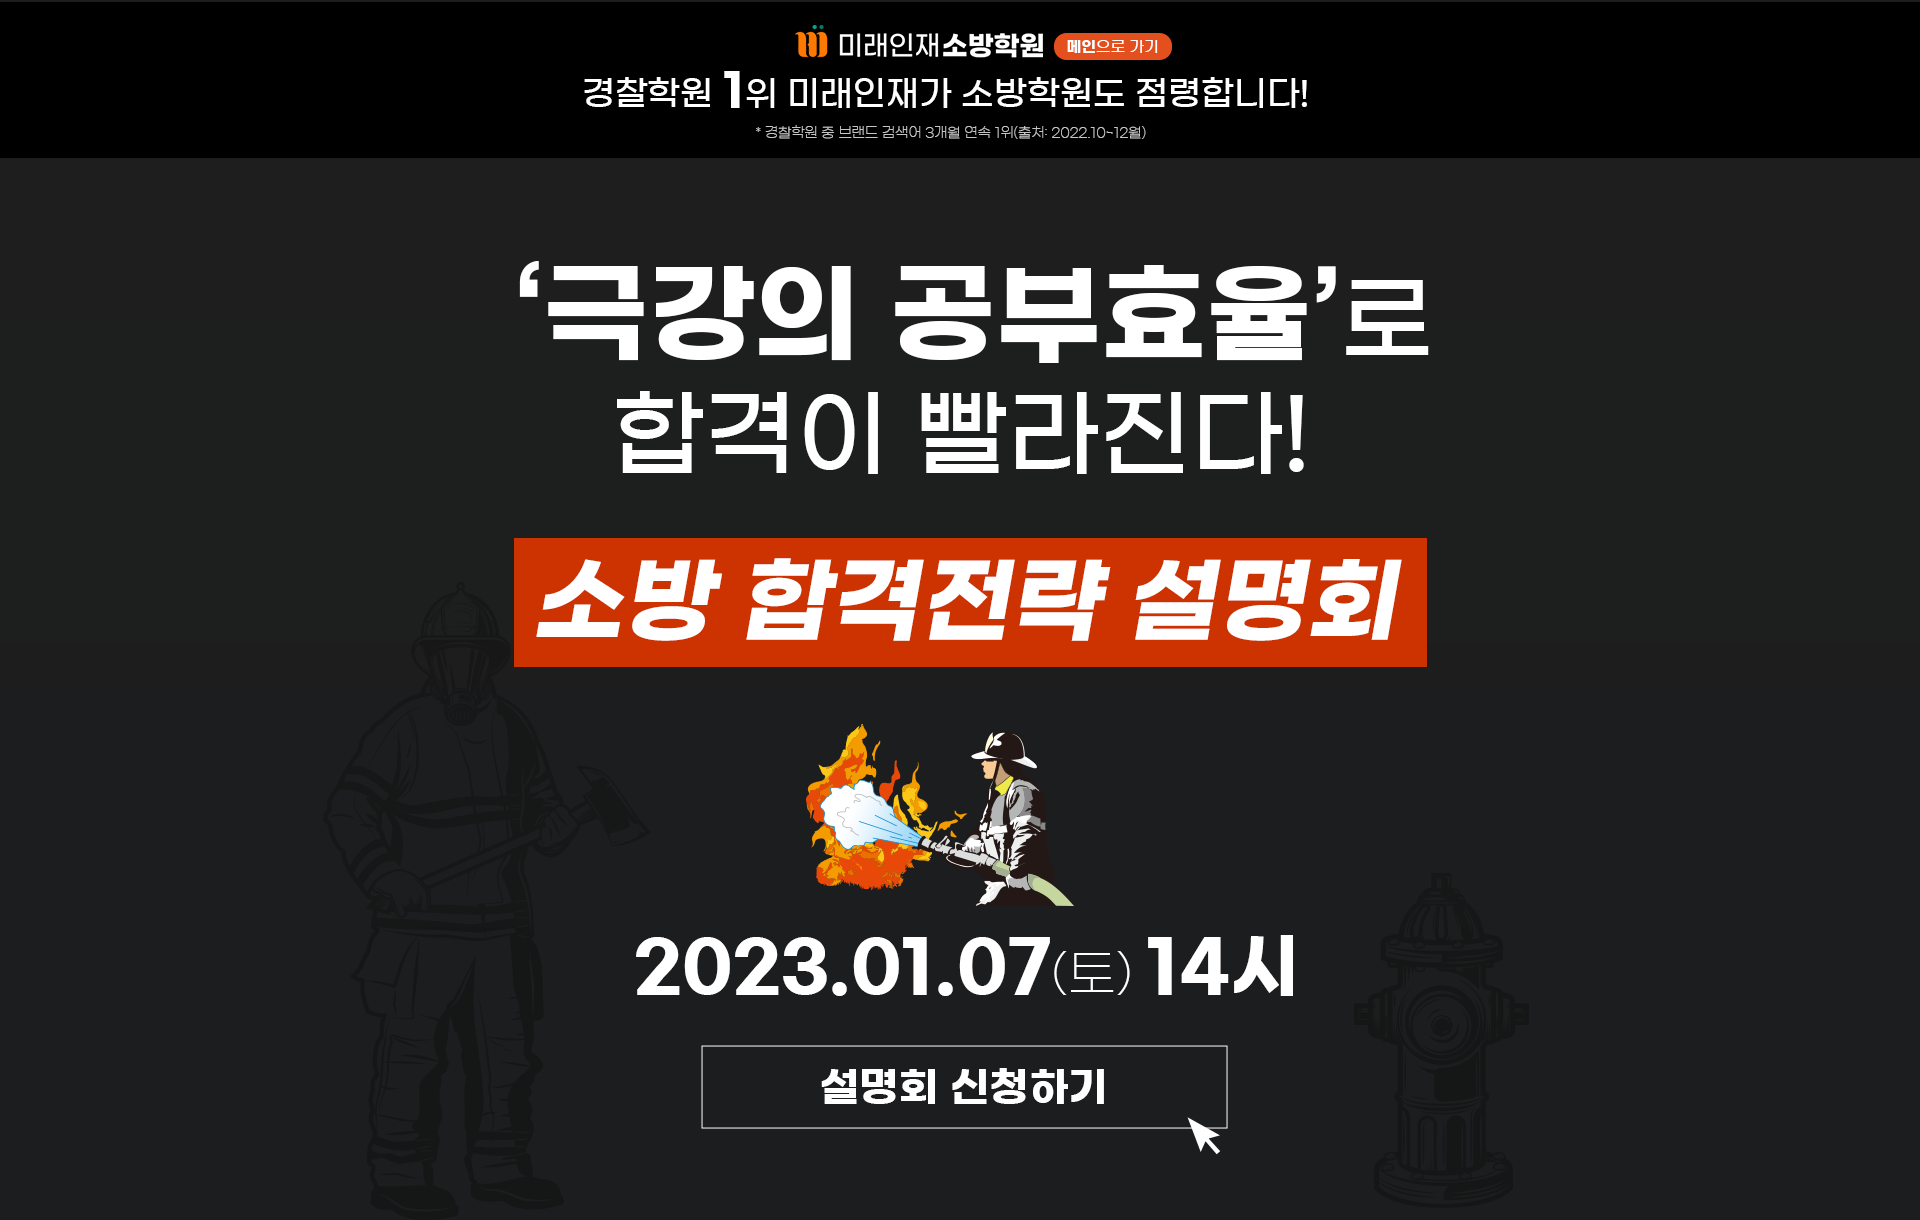 미래인재소방학원 메인으로 가기
경찰학원 1위 미래인재가 소방학원도 점령합니다!
* 경찰학원 중 브랜드 검색어 3개월 연속 1위(출처: 2022.10~12월)
‘극강의 공부효율’로
합격이 빨라진다!
소방 합격전략 설명회
2023.01.07(토) 14시
설명회 신청하기